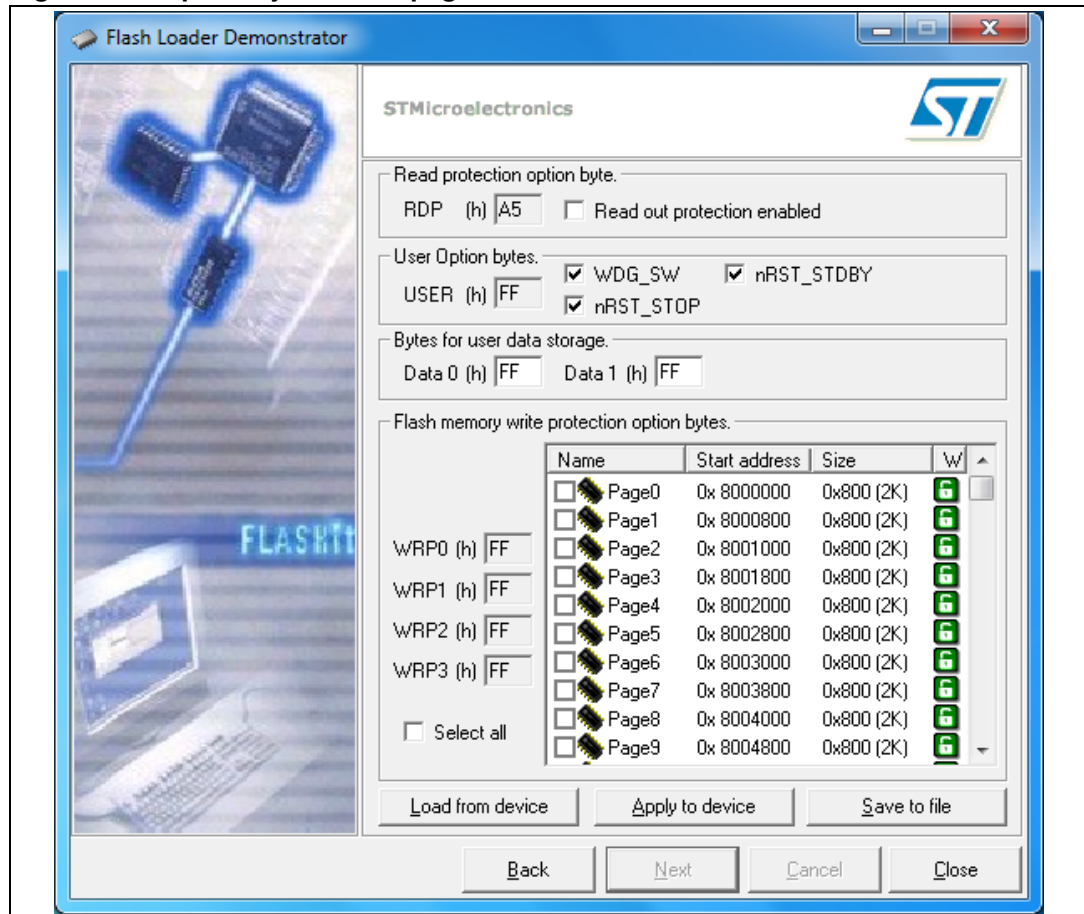 Flash Loader Demonstrator
STMicroelectronics
ST
Read protection option byte.
RDP (h) A5 Read out protection enabled
User Option bytes.
USER (h) FF WDG_SW nRST_STDBY
nRST_STOP
Bytes for user data storage.
Data 0 (h) FF Data 1 (h) FF
Flash memory write protection option bytes.
Name Start address Size W
Page0 0x 8000000 0x800 (2K)
Page1 0x 8000800 0x800 (2K)
Page2 0x 8001000 0x800 (2K)
Page3 0x 8001800 0x800 (2K)
Page4 0x 8002000 0x800 (2K)
Page5 0x 8002800 0x800 (2K)
Page6 0x 8003000 0x800 (2K)
Page7 0x 8003800 0x800 (2K)
Page8 0x 8004000 0x800 (2K)
Page9 0x 8004800 0x800 (2K)
WRP0 (h) FF
WRP1 (h) FF
WRP2 (h) FF
WRP3 (h) FF
Select all
FLASHit
Load from device Apply to device Save to file
Back Next Cancel Close